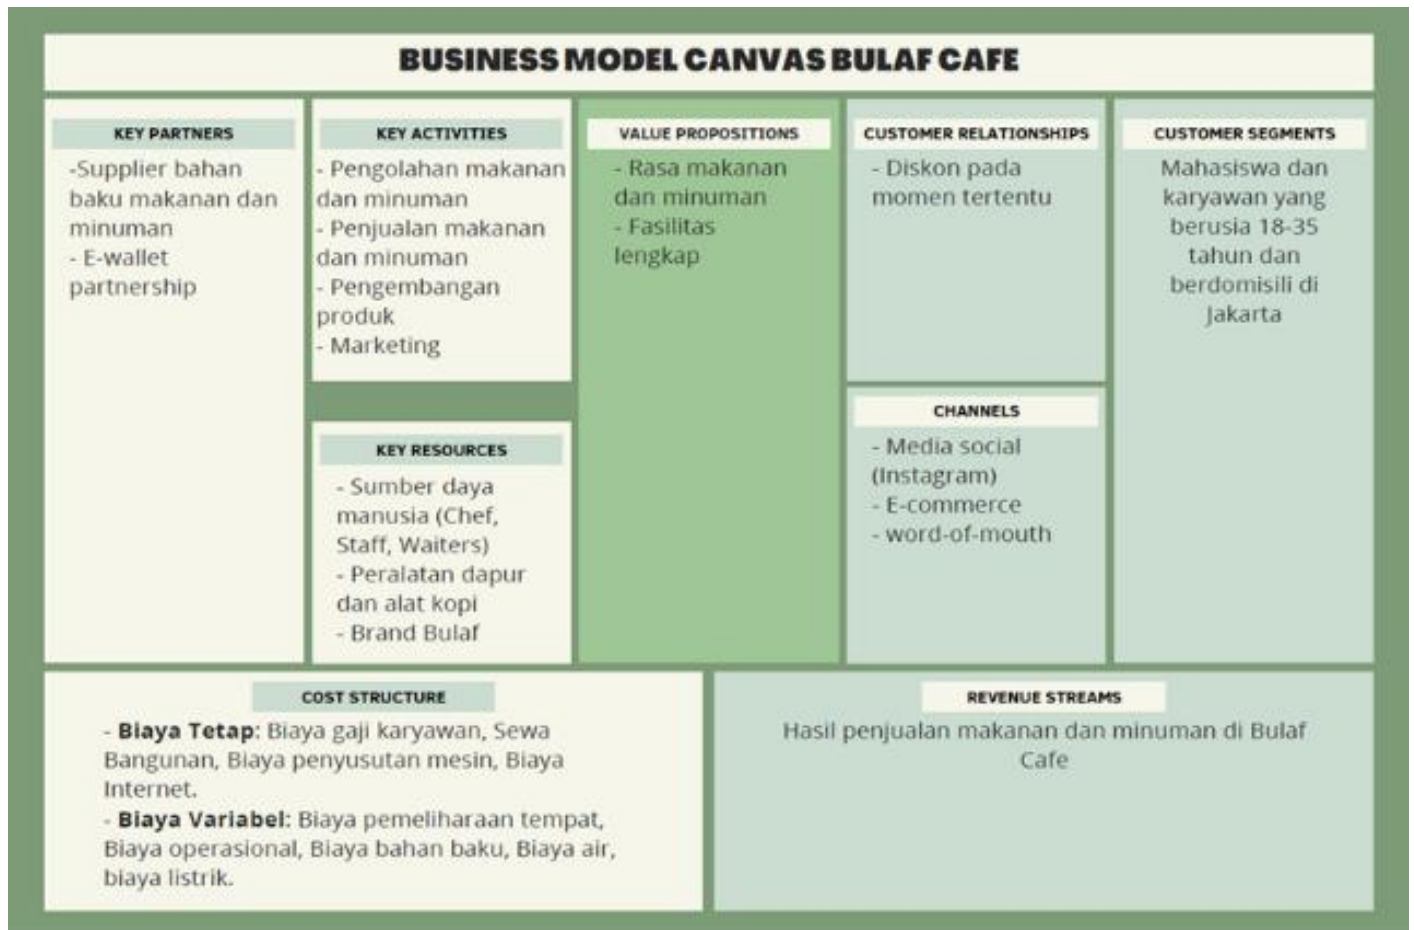 BUSINESS MODEL CANVAS BULAF CAFE
KEY PARTNERS
-Supplier bahan
baku makanan dan
minuman
- E-wallet
partnership
KEY ACTIVITIES
- Pengolahan makanan
dan minuman
- Penjualan makanan
dan minuman
- Pengembangan
produk
- Marketing
KEY RESOURCES
- Sumber daya
manusia (Chef,
Staff, Waiters)
- Peralatan dapur
dan alat kopi
- Brand Bulaf
VALUE PROPOSITIONS
- Rasa makanan
dan minuman
- Fasilitas
lengkap
CUSTOMER RELATIONSHIPS
- Diskon pada
momen tertentu
CHANNELS
- Media social
(Instagram)
- E-commerce
- word-of-mouth
CUSTOMER SEGMENTS
Mahasiswa dan
karyawan yang
berusia 18-35
tahun dan
berdomisili di
Jakarta
COST STRUCTURE
- Biaya Tetap: Biaya gaji karyawan, Sewa
Bangunan, Biaya penyusutan mesin, Biaya
Internet.
- Biaya Variabel: Biaya pemeliharaan tempat,
Biaya operasional, Biaya bahan baku, Biaya air,
biaya listrik.
REVENUE STREAMS
Hasil penjualan makanan dan minuman di Bulaf
Cafe